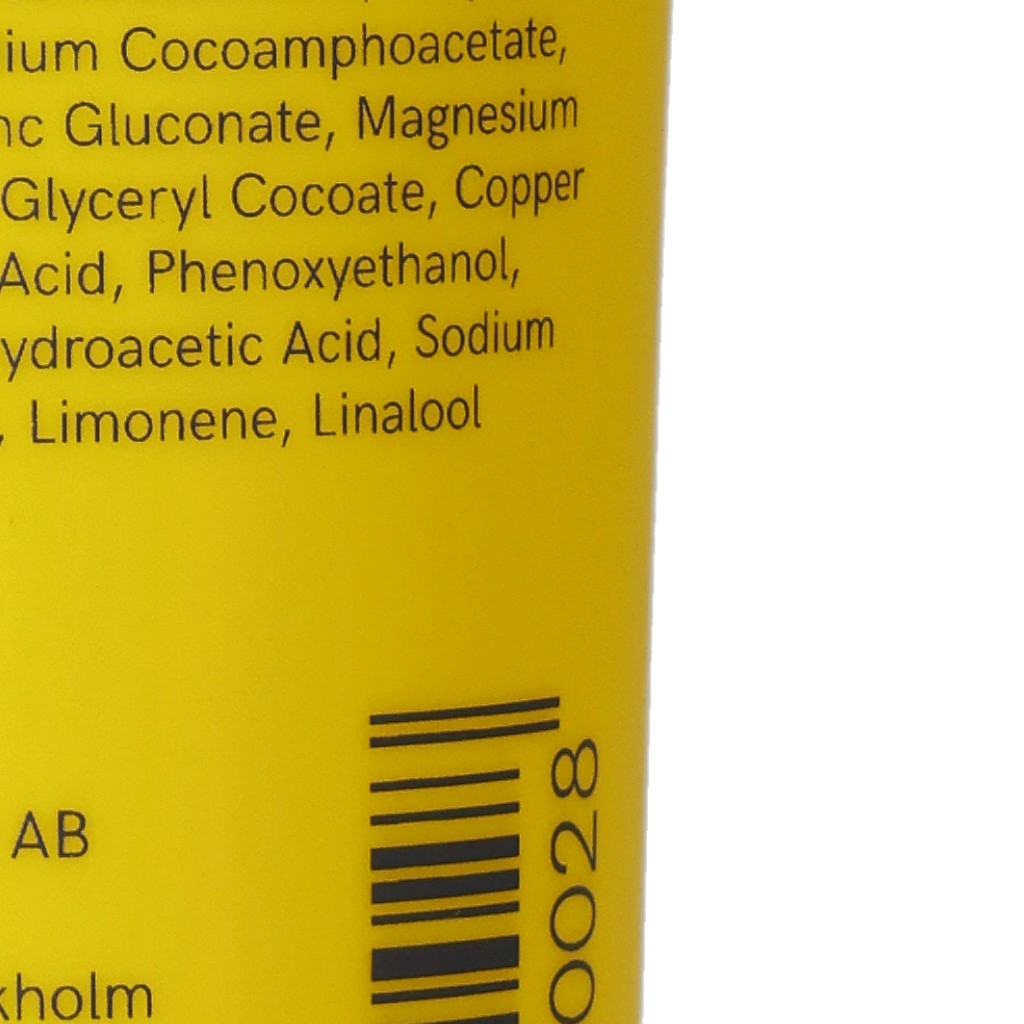 ium Cocoamphoacetate,
nc Gluconate, Magnesium
Glyceryl Cocoate, Copper
Acid, Phenoxyethanol,
ydroacetic Acid, Sodium
, Limonene, Linalool
AB
kholm
0028